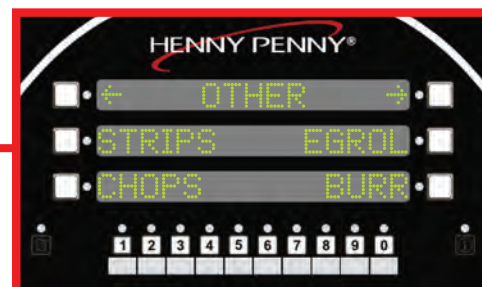 HENNY PENNY®
← OTHER →
STRIPS EGROL
CHOPS BURR
1 2 3 4 5 6 7 8 9 0